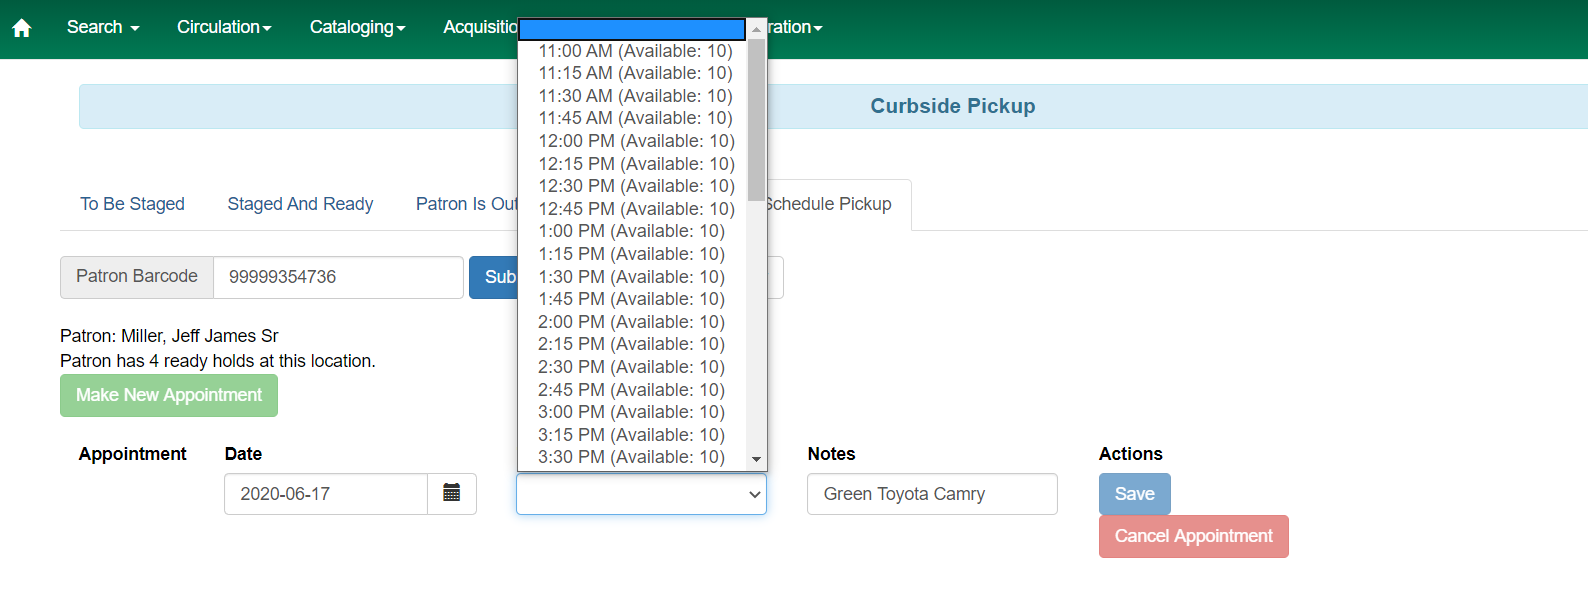 Search Circulation Cataloging Acquisitio ration
Curbside Pickup
To Be Staged Staged And Ready Patron Is Out Schedule Pickup
11:00 AM (Available: 10)
11:15 AM (Available: 10)
11:30 AM (Available: 10)
11:45 AM (Available: 10)
12:00 PM (Available: 10)
12:15 PM (Available: 10)
12:30 PM (Available: 10)
12:45 PM (Available: 10)
1:00 PM (Available: 10)
1:15 PM (Available: 10)
1:30 PM (Available: 10)
1:45 PM (Available: 10)
2:00 PM (Available: 10)
2:15 PM (Available: 10)
2:30 PM (Available: 10)
2:45 PM (Available: 10)
3:00 PM (Available: 10)
3:15 PM (Available: 10)
3:30 PM (Available: 10)
Patron Barcode 99999354736 Sub
Patron: Miller, Jeff James Sr
Patron has 4 ready holds at this location.
Make New Appointment
Appointment Date Notes Actions
2020-06-17 Green Toyota Camry Save
Cancel Appointment